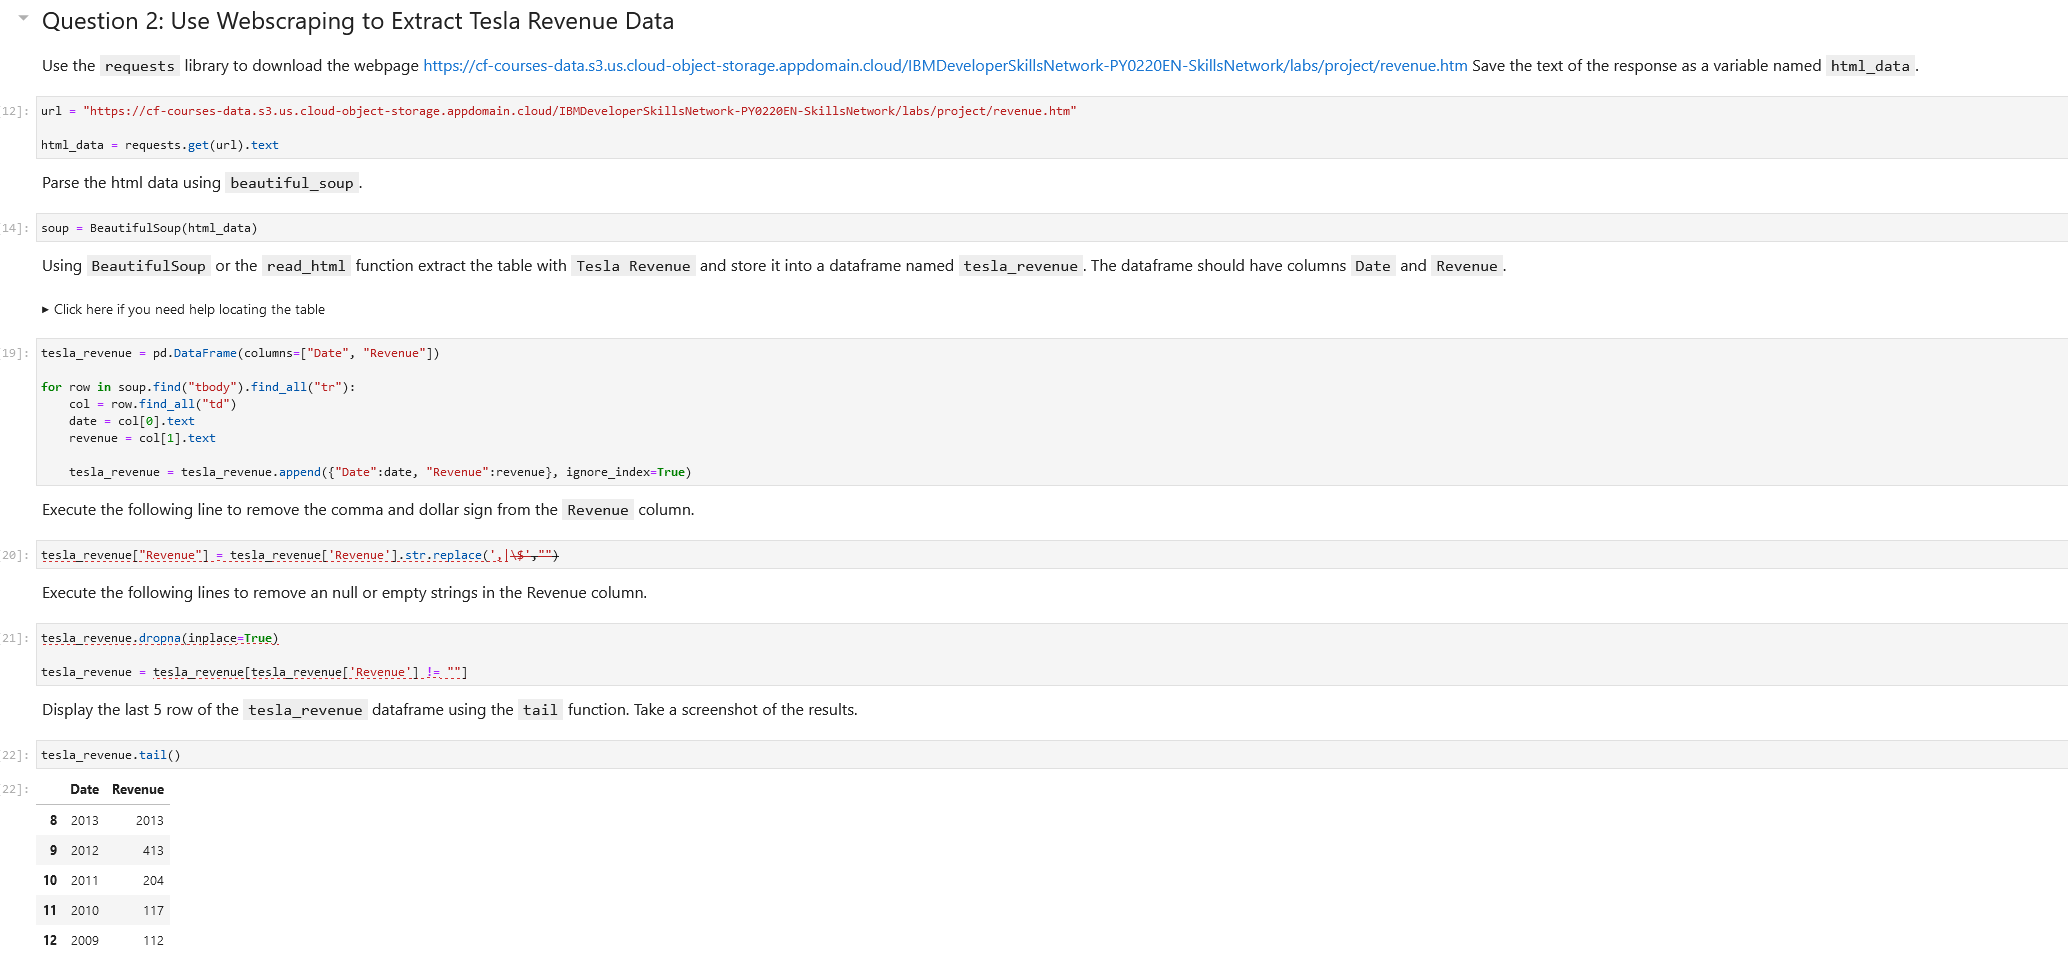 Question 2: Use Webscraping to Extract Tesla Revenue Data
Use the requests library to download the webpage https://cf-courses-data.s3.us.cloud-object-storage.appdomain.cloud/IBMDeveloperSkillsNetwork-PY0220EN-SkillsNetwork/labs/project/revenue.htm Save the text of the response as a variable named html_data.
12]: url = "https://cf-courses-data.s3.us.cloud-object-storage.appdomain.cloud/IBMDeveloperSkillsNetwork-PY0220EN-SkillsNetwork/labs/project/revenue.htm"
html_data = requests.get(url).text
Parse the html data using beautiful_soup.
14]: soup = BeautifulSoup(html_data)
Using BeautifulSoup or the read_html function extract the table with Tesla Revenue and store it into a dataframe named tesla_revenue. The dataframe should have columns Date and Revenue.
▸ Click here if you need help locating the table
19]: tesla_revenue = pd.DataFrame(columns=["Date", "Revenue"])
for row in soup.find("tbody").find_all("tr"):
    col = row.find_all("td")
    date = col[0].text
    revenue = col[1].text
    tesla_revenue = tesla_revenue.append({"Date":date, "Revenue":revenue}, ignore_index=True)
Execute the following line to remove the comma and dollar sign from the Revenue column.
20]: tesla_revenue["Revenue"] = tesla_revenue['Revenue'].str.replace(',|\$',"")
Execute the following lines to remove an null or empty strings in the Revenue column.
21]: tesla_revenue.dropna(inplace=True)
tesla_revenue = tesla_revenue[tesla_revenue['Revenue'] != ""]
Display the last 5 row of the tesla_revenue dataframe using the tail function. Take a screenshot of the results.
22]: tesla_revenue.tail()
22]: Date Revenue
8 2013 2013
9 2012 413
10 2011 204
11 2010 117
12 2009 112